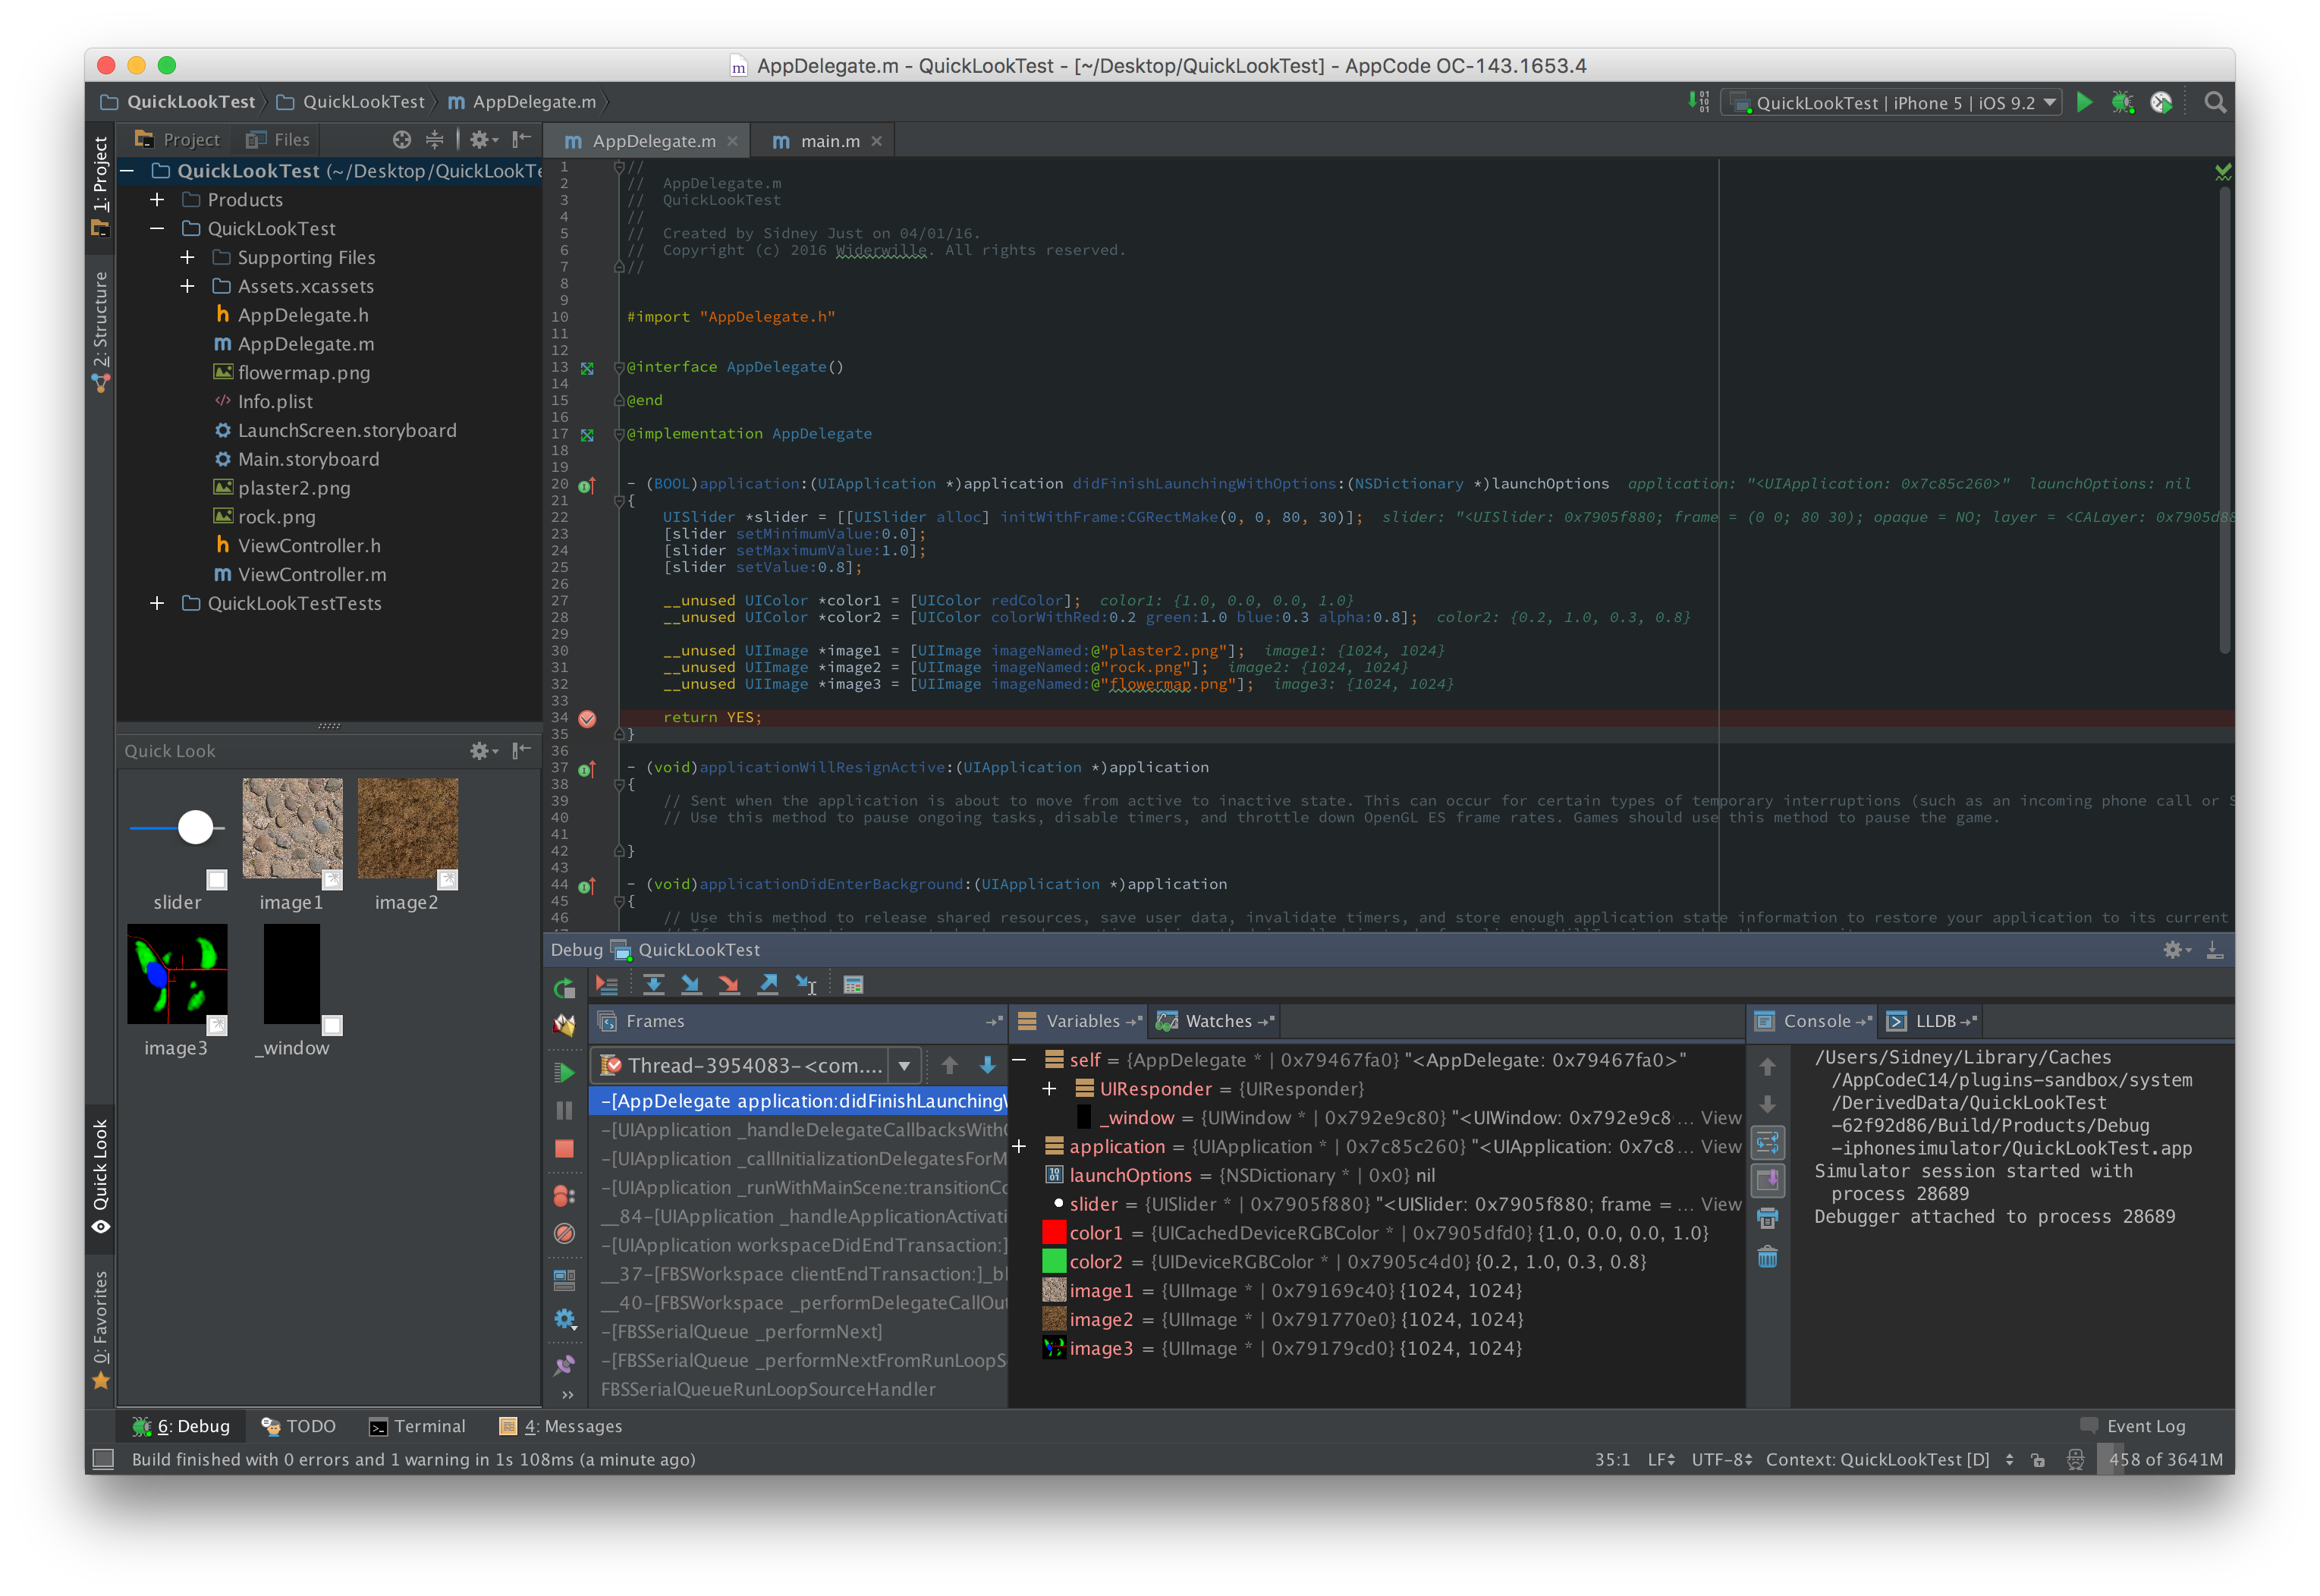 AppDelegate.m - QuickLookTest - [~/Desktop/QuickLookTest] - AppCode OC-143.1653.4
QuickLookTest QuickLookTest AppDelegate.m
QuickLookTest | iPhone 5 | iOS 9.2
1: Project
2: Structure
Quick Look
0: Favorites
Project Files
QuickLookTest (~/Desktop/QuickLookTe
Products
QuickLookTest
Supporting Files
Assets.xcassets
AppDelegate.h
AppDelegate.m
flowermap.png
Info.plist
LaunchScreen.storyboard
Main.storyboard
plaster2.png
rock.png
ViewController.h
ViewController.m
QuickLookTestTests
Quick Look
slider image1 image2
image3 _window
AppDelegate.m main.m
1 //
2 // AppDelegate.m
3 // QuickLookTest
4 //
5 // Created by Sidney Just on 04/01/16.
6 // Copyright (c) 2016 Widerwille. All rights reserved.
7 //
8
9
10 #import "AppDelegate.h"
11
12
13 @interface AppDelegate()
14
15 @end
16
17 @implementation AppDelegate
18
19
20 - (BOOL)application:(UIApplication *)application didFinishLaunchingWithOptions:(NSDictionary *)launchOptions application: "<UIApplication: 0x7c85c260>" launchOptions: nil
21 {
22 UISlider *slider = [[UISlider alloc] initWithFrame:CGRectMake(0, 0, 80, 30)]; slider: "<UISlider: 0x7905f880; frame = (0 0; 80 30); opaque = NO; layer = <CALayer: 0x7905d88
23 [slider setMinimumValue:0.0];
24 [slider setMaximumValue:1.0];
25 [slider setValue:0.8];
26
27 __unused UIColor *color1 = [UIColor redColor]; color1: {1.0, 0.0, 0.0, 1.0}
28 __unused UIColor *color2 = [UIColor colorWithRed:0.2 green:1.0 blue:0.3 alpha:0.8]; color2: {0.2, 1.0, 0.3, 0.8}
29
30 __unused UIImage *image1 = [UIImage imageNamed:@"plaster2.png"]; image1: {1024, 1024}
31 __unused UIImage *image2 = [UIImage imageNamed:@"rock.png"]; image2: {1024, 1024}
32 __unused UIImage *image3 = [UIImage imageNamed:@"flowermap.png"]; image3: {1024, 1024}
33
34 return YES;
35 }
36
37 - (void)applicationWillResignActive:(UIApplication *)application
38 {
39 // Sent when the application is about to move from active to inactive state. This can occur for certain types of temporary interruptions (such as an incoming phone call or S
40 // Use this method to pause ongoing tasks, disable timers, and throttle down OpenGL ES frame rates. Games should use this method to pause the game.
41
42 }
43
44 - (void)applicationDidEnterBackground:(UIApplication *)application
45 {
46 // Use this method to release shared resources, save user data, invalidate timers, and store enough application state information to restore your application to its current
Debug QuickLookTest
Frames
Thread-3954083-<com....
-[AppDelegate application:didFinishLaunchingW
-[UIApplication _handleDelegateCallbacksWithO
-[UIApplication _callInitializationDelegatesForM
-[UIApplication _runWithMainScene:transitionCo
__84-[UIApplication _handleApplicationActivati
-[UIApplication workspaceDidEndTransaction:]
__37-[FBSWorkspace clientEndTransaction:]_bl
__40-[FBSWorkspace _performDelegateCallOut
-[FBSSerialQueue _performNext]
-[FBSSerialQueue _performNextFromRunLoopS
FBSSerialQueueRunLoopSourceHandler
Variables Watches
self = {AppDelegate * | 0x79467fa0} "<AppDelegate: 0x79467fa0>"
UIResponder = {UIResponder}
_window = {UIWindow * | 0x792e9c80} "<UIWindow: 0x792e9c8... View
application = {UIApplication * | 0x7c85c260} "<UIApplication: 0x7c8... View
launchOptions = {NSDictionary * | 0x0} nil
slider = {UISlider * | 0x7905f880} "<UISlider: 0x7905f880; frame = ... View
color1 = {UICachedDeviceRGBColor * | 0x7905dfd0} {1.0, 0.0, 0.0, 1.0}
color2 = {UIDeviceRGBColor * | 0x7905c4d0} {0.2, 1.0, 0.3, 0.8}
image1 = {UIImage * | 0x79169c40} {1024, 1024}
image2 = {UIImage * | 0x791770e0} {1024, 1024}
image3 = {UIImage * | 0x79179cd0} {1024, 1024}
Console LLDB
/Users/Sidney/Library/Caches
/AppCodeC14/plugins-sandbox/system
/DerivedData/QuickLookTest
-62f92d86/Build/Products/Debug
-iphonesimulator/QuickLookTest.app
Simulator session started with
process 28689
Debugger attached to process 28689
6: Debug TODO Terminal 4: Messages Event Log
Build finished with 0 errors and 1 warning in 1s 108ms (a minute ago) 35:1 LF UTF-8 Context: QuickLookTest [D] 458 of 3641M